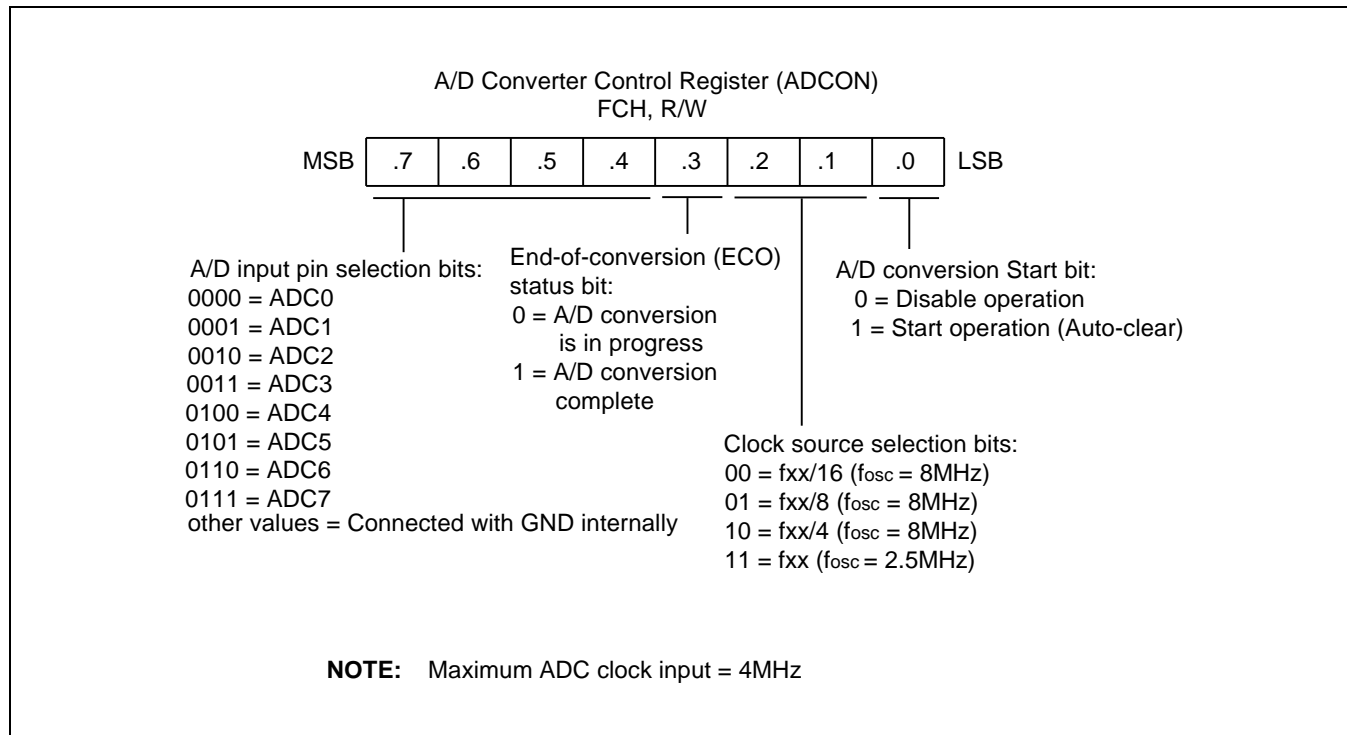 A/D Converter Control Register (ADCON)
FCH, R/W
MSB .7 .6 .5 .4 .3 .2 .1 .0 LSB
A/D input pin selection bits:
0000 = ADC0
0001 = ADC1
0010 = ADC2
0011 = ADC3
0100 = ADC4
0101 = ADC5
0110 = ADC6
0111 = ADC7
other values = Connected with GND internally
End-of-conversion (ECO)
status bit:
0 = A/D conversion
is in progress
1 = A/D conversion
complete
Clock source selection bits:
00 = fxx/16 (fosc = 8MHz)
01 = fxx/8 (fosc = 8MHz)
10 = fxx/4 (fosc = 8MHz)
11 = fxx (fosc = 2.5MHz)
A/D conversion Start bit:
0 = Disable operation
1 = Start operation (Auto-clear)
NOTE: Maximum ADC clock input = 4MHz